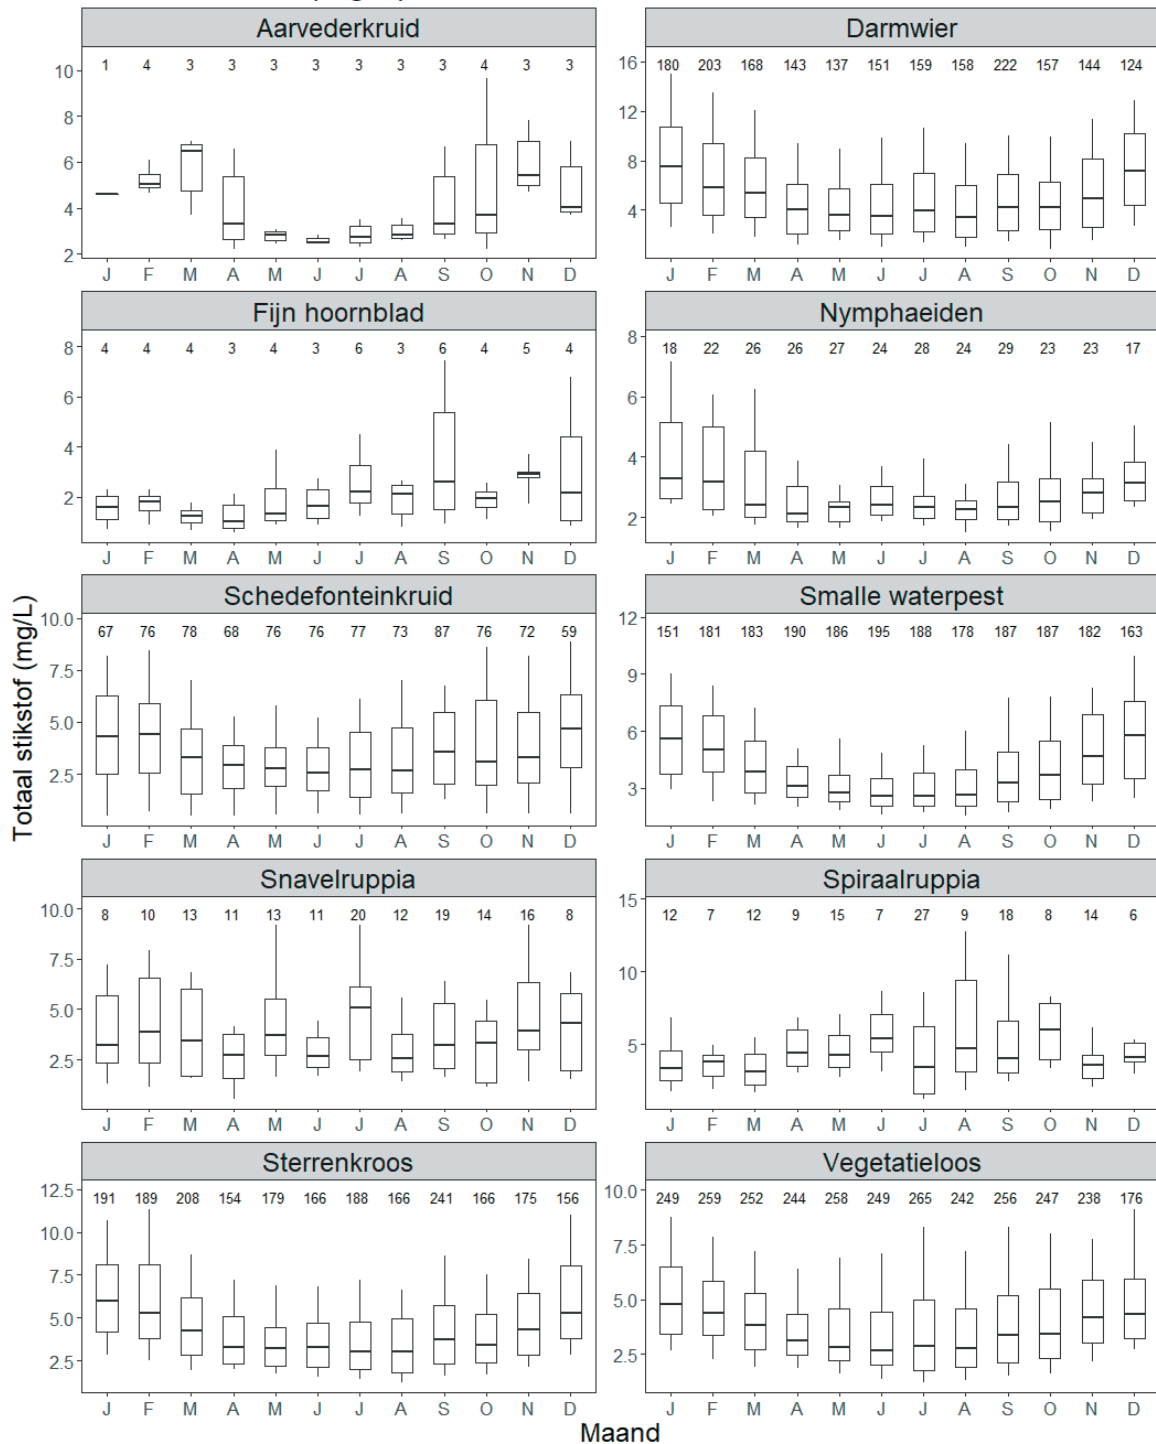 Aarvederkruid
Darmwier
1 4 3 3 3 3 3 3 3 4 3 3
180 203 168 143 137 151 159 158 222 157 144 124
10
8
6
4
2
16
12
8
4
J F M A M J J A S O N D
J F M A M J J A S O N D
Fijn hoornblad
Nymphaeiden
4 4 4 3 4 3 6 3 6 4 5 4
18 22 26 26 27 24 28 24 29 23 23 17
8
6
4
2
8
6
4
2
J F M A M J J A S O N D
J F M A M J J A S O N D
Totaal stikstof (mg/L)
Schedefonteinkruid
Smalle waterpest
67 76 78 68 76 76 77 73 87 76 72 59
151 181 183 190 186 195 188 178 187 187 182 163
10.0
7.5
5.0
2.5
12
9
6
3
J F M A M J J A S O N D
J F M A M J J A S O N D
Snavelruppia
Spiraalruppia
8 10 13 11 13 11 20 12 19 14 16 8
12 7 12 9 15 7 27 9 18 8 14 6
10.0
7.5
5.0
2.5
15
10
5
J F M A M J J A S O N D
J F M A M J J A S O N D
Sterrenkroos
Vegetatieloos
191 189 208 154 179 166 188 166 241 166 175 156
249 259 252 244 258 249 265 242 256 247 238 176
12.5
10.0
7.5
5.0
2.5
10.0
7.5
5.0
2.5
J F M A M J J A S O N D
J F M A M J J A S O N D
Maand